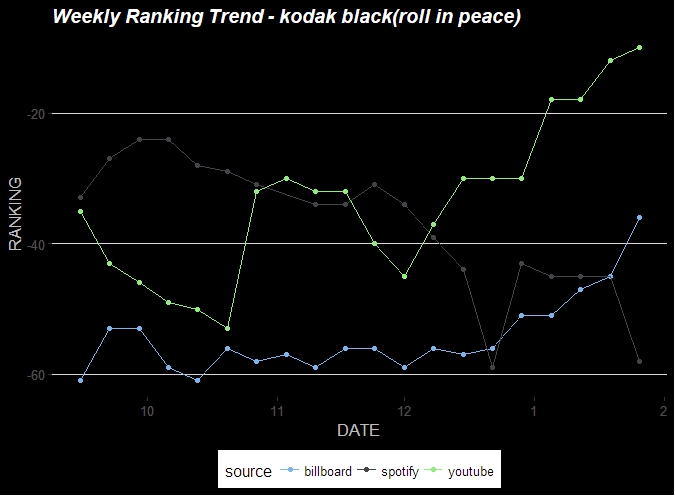 Weekly Ranking Trend - kodak black(roll in peace)
RANKING
-20
-40
-60
10 11 12 1 2
DATE
source billboard spotify youtube